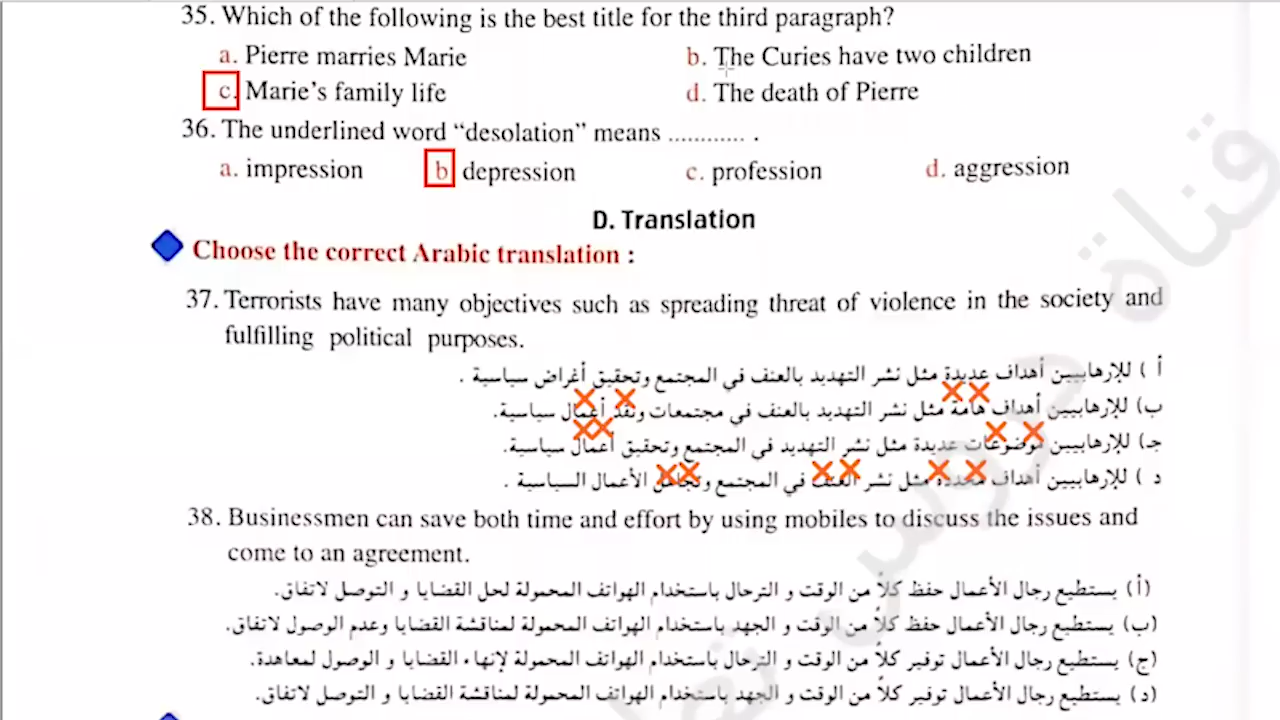 35. Which of the following is the best title for the third paragraph?
a. Pierre marries Marie b. The Curies have two children
c. Marie's family life d. The death of Pierre
36. The underlined word “desolation” means ............ .
a. impression b depression c. profession d. aggression
D. Translation
Choose the correct Arabic translation :
37. Terrorists have many objectives such as spreading threat of violence in the society and
fulfilling political purposes.
أ ) للإرهابيين أهداف عديدة مثل نشر التهديد بالعنف في المجتمع وتحقيق أغراض سياسية .
ب) للإرهابيين أهداف هامة مثل نشر التهديد بالعنف في مجتمعات ونقد أعمال سياسية.
جـ) للإرهابيين موضوعات عديدة مثل نشر التهديد في المجتمع وتحقيق أعمال سياسية.
د ) للإرهابيين أهداف محددة مثل نشر العنف في المجتمع الأعمال السياسية .
38. Businessmen can save both time and effort by using mobiles to discuss the issues and
come to an agreement.
(أ) يستطيع رجال الأعمال حفظ كلاً من الوقت و الترحال باستخدام الهواتف المحمولة لحل القضايا و التوصل لاتفاق.
(ب) يستطيع رجال الأعمال حفظ كلاً من الوقت و الجهد باستخدام الهواتف المحمولة لمناقشة القضايا وعدم الوصول لاتفاق.
(ج) يستطيع رجال الأعمال توفير كلاً من الوقت و الترحال باستخدام الهواتف المحمولة لإنهاء القضايا و الوصول لمعاهدة.
(د) يستطيع رجال الأعمال توفير كلاً من الوقت و الجهد باستخدام الهواتف المحمولة لمناقشة القضايا و التوصل لاتفاق.
قناة دروس